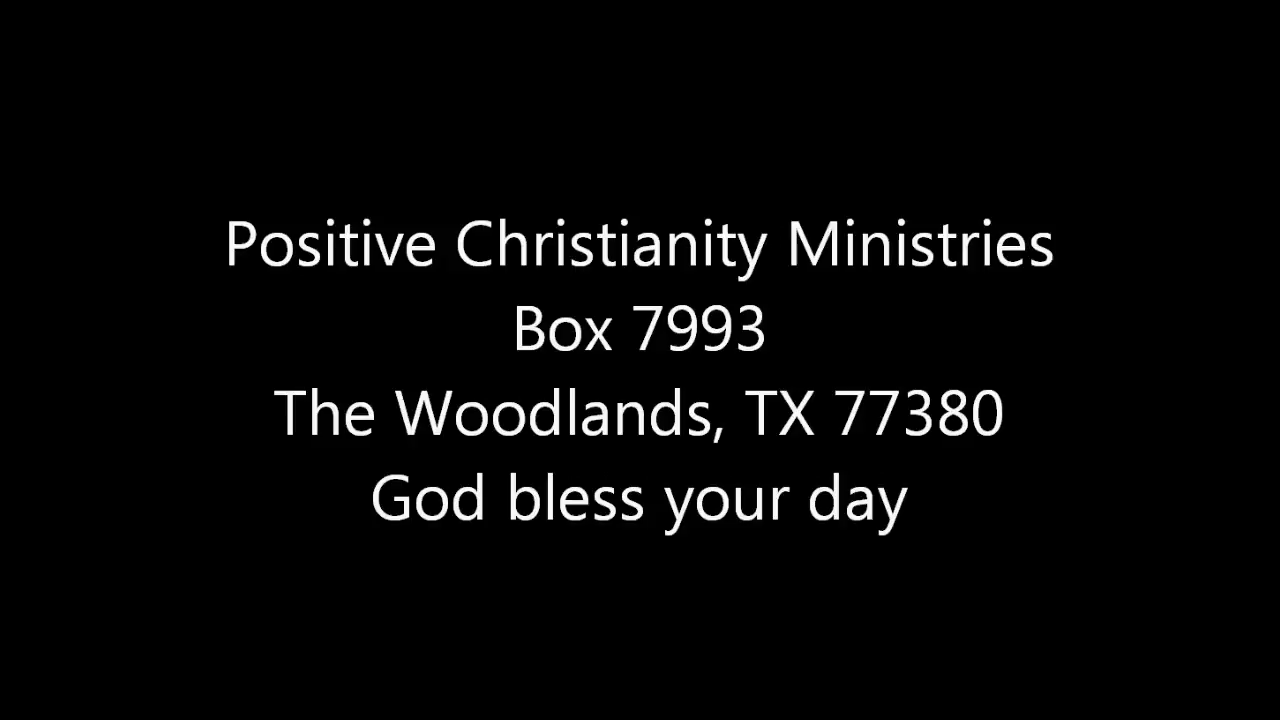 Positive Christianity Ministries
Box 7993
The Woodlands, TX 77380
God bless your day